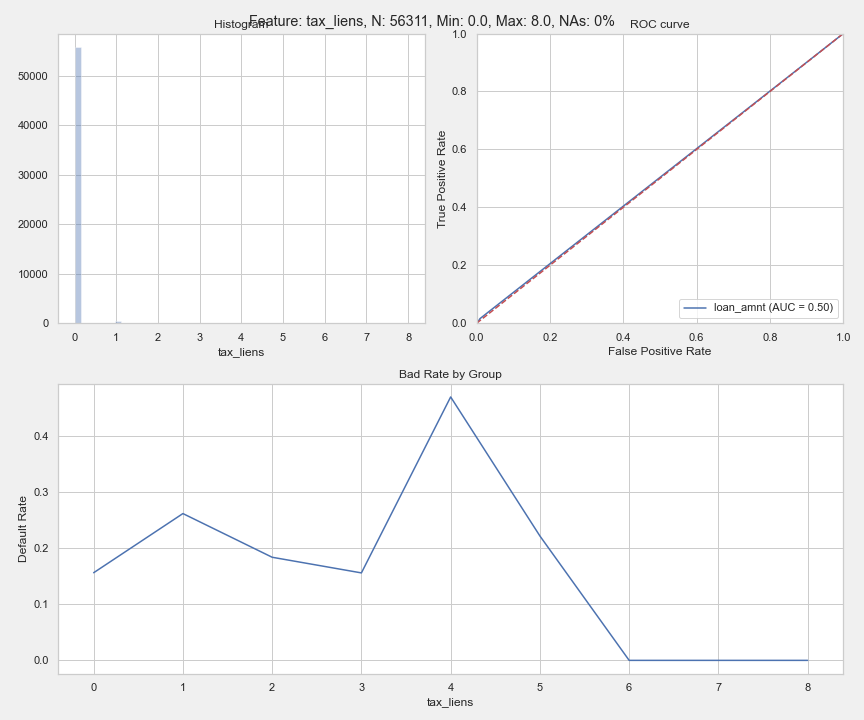 Feature: tax_liens, N: 56311, Min: 0.0, Max: 8.0, NAs: 0%
Histogram
50000
40000
30000
20000
10000
0
0 1 2 3 4 5 6 7 8
tax_liens
ROC curve
True Positive Rate
1.0
0.8
0.6
0.4
0.2
0.0
loan_amnt (AUC = 0.50)
0.0 0.2 0.4 0.6 0.8 1.0
False Positive Rate
Bad Rate by Group
Default Rate
0.4
0.3
0.2
0.1
0.0
0 1 2 3 4 5 6 7 8
tax_liens